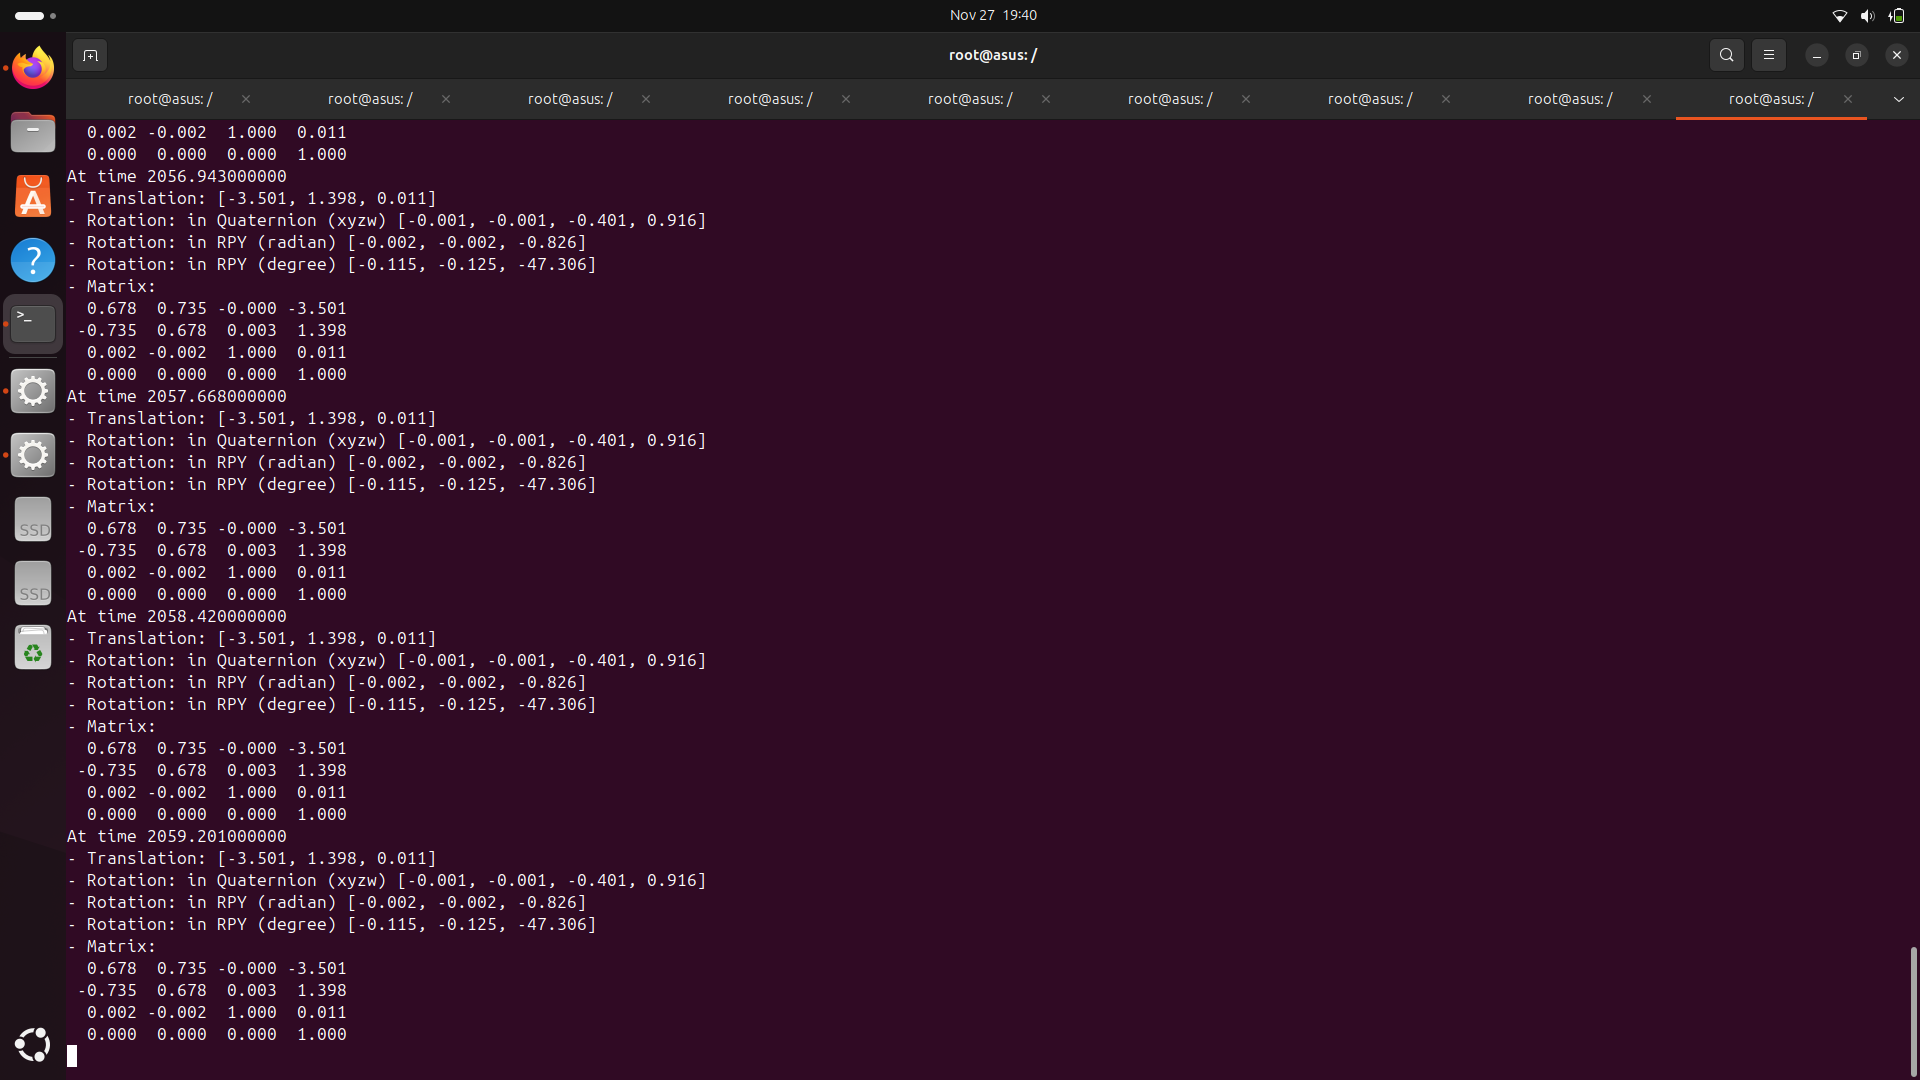 Nov 27 19:40
root@asus: /
root@asus: / root@asus: / root@asus: / root@asus: / root@asus: / root@asus: / root@asus: / root@asus: / root@asus: /
0.002 -0.002 1.000 0.011
0.000 0.000 0.000 1.000
At time 2056.943000000
- Translation: [-3.501, 1.398, 0.011]
- Rotation: in Quaternion (xyzw) [-0.001, -0.001, -0.401, 0.916]
- Rotation: in RPY (radian) [-0.002, -0.002, -0.826]
- Rotation: in RPY (degree) [-0.115, -0.125, -47.306]
- Matrix:
0.678 0.735 -0.000 -3.501
-0.735 0.678 0.003 1.398
0.002 -0.002 1.000 0.011
0.000 0.000 0.000 1.000
At time 2057.668000000
- Translation: [-3.501, 1.398, 0.011]
- Rotation: in Quaternion (xyzw) [-0.001, -0.001, -0.401, 0.916]
- Rotation: in RPY (radian) [-0.002, -0.002, -0.826]
- Rotation: in RPY (degree) [-0.115, -0.125, -47.306]
- Matrix:
0.678 0.735 -0.000 -3.501
-0.735 0.678 0.003 1.398
0.002 -0.002 1.000 0.011
0.000 0.000 0.000 1.000
At time 2058.420000000
- Translation: [-3.501, 1.398, 0.011]
- Rotation: in Quaternion (xyzw) [-0.001, -0.001, -0.401, 0.916]
- Rotation: in RPY (radian) [-0.002, -0.002, -0.826]
- Rotation: in RPY (degree) [-0.115, -0.125, -47.306]
- Matrix:
0.678 0.735 -0.000 -3.501
-0.735 0.678 0.003 1.398
0.002 -0.002 1.000 0.011
0.000 0.000 0.000 1.000
At time 2059.201000000
- Translation: [-3.501, 1.398, 0.011]
- Rotation: in Quaternion (xyzw) [-0.001, -0.001, -0.401, 0.916]
- Rotation: in RPY (radian) [-0.002, -0.002, -0.826]
- Rotation: in RPY (degree) [-0.115, -0.125, -47.306]
- Matrix:
0.678 0.735 -0.000 -3.501
-0.735 0.678 0.003 1.398
0.002 -0.002 1.000 0.011
0.000 0.000 0.000 1.000
SSD
SSD